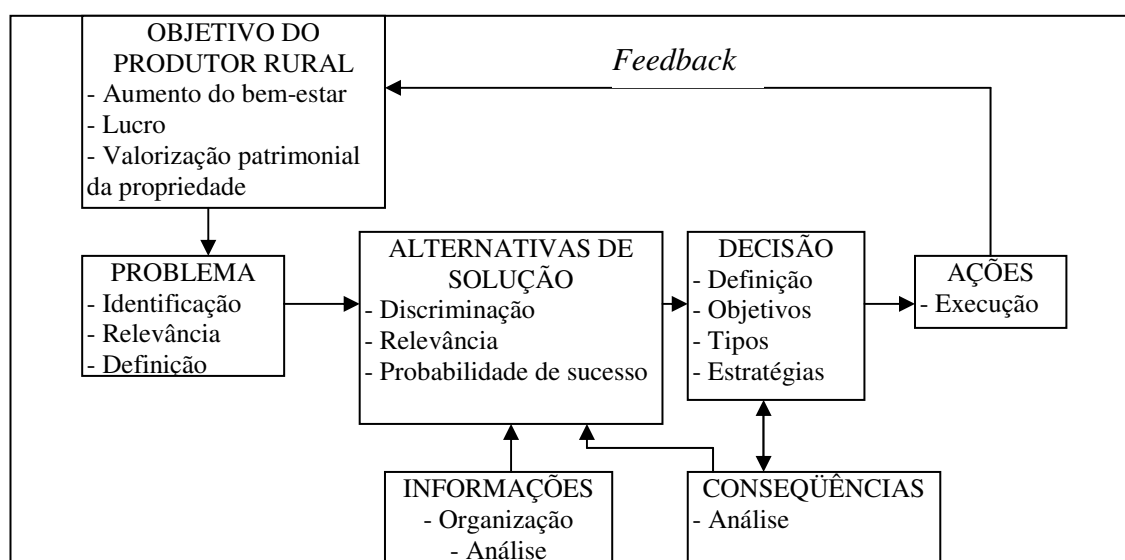 OBJETIVO DO
PRODUTOR RURAL
- Aumento do bem-estar
- Lucro
- Valorização patrimonial
da propriedade
Feedback
PROBLEMA
- Identificação
- Relevância
- Definição
ALTERNATIVAS DE
SOLUÇÃO
- Discriminação
- Relevância
- Probabilidade de sucesso
DECISÃO
- Definição
- Objetivos
- Tipos
- Estratégias
AÇÕES
- Execução
INFORMAÇÕES
- Organização
- Análise
CONSEQÜÊNCIAS
- Análise